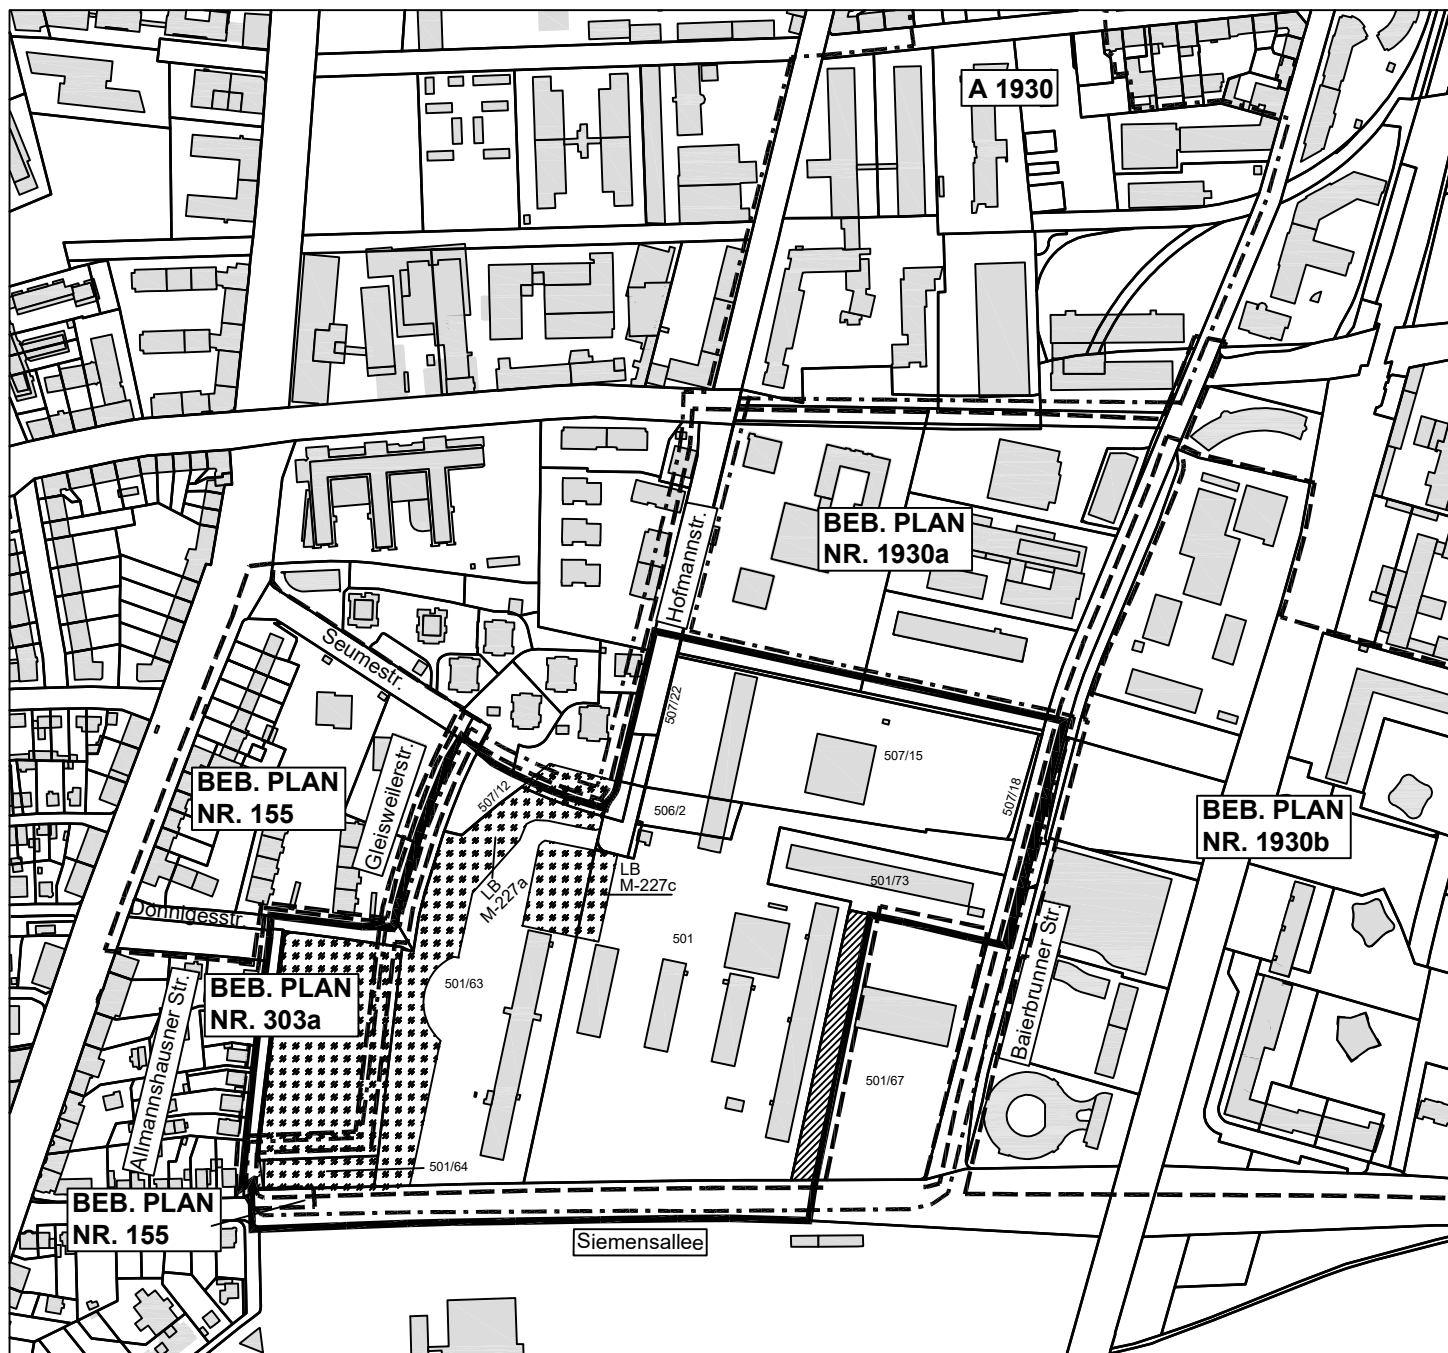 A 1930
BEB. PLAN
NR. 1930a
Hofmannstr.
Seumestr.
507/22
507/15
507/18
BEB. PLAN
NR. 155
Gleisweilerstr.
507/12
506/2
BEB. PLAN
NR. 1930b
LB
M-227a
LB
M-227c
501/73
Dönnigesstr.
501
501/63
BEB. PLAN
NR. 303a
Allmannshausner Str.
Baierbrunner Str.
501/67
501/64
BEB. PLAN
NR. 155
Siemensallee